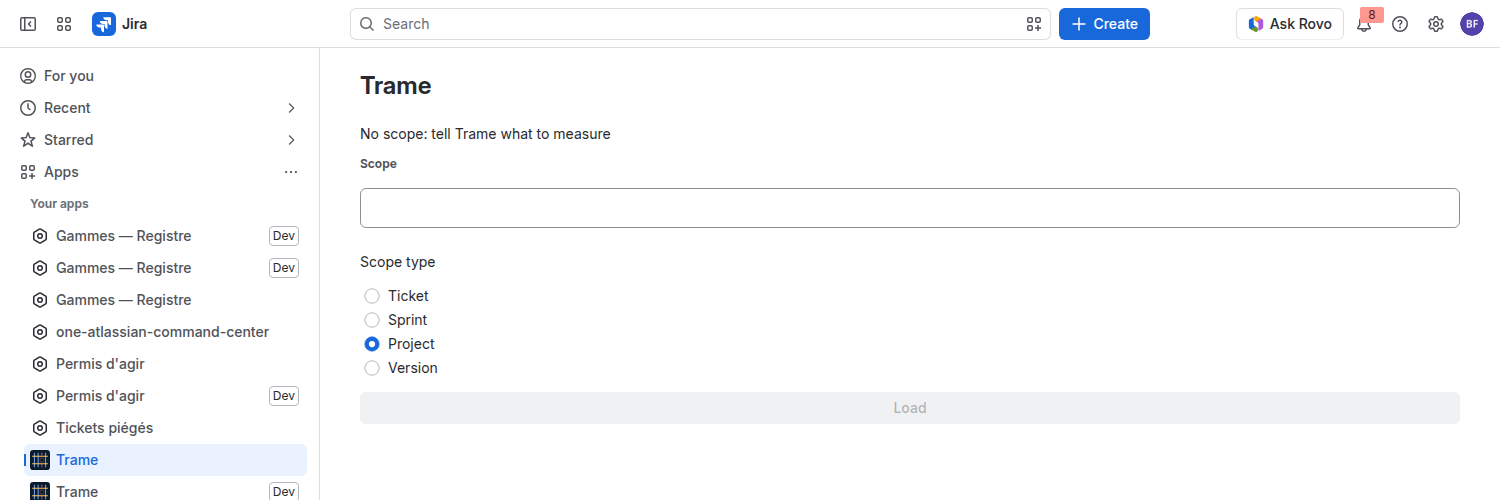 Jira
Search
Create
Ask Rovo
8
BF
For you
Recent
Starred
Apps
Your apps
Gammes — Registre Dev
Gammes — Registre Dev
Gammes — Registre
one-atlassian-command-center
Permis d'agir
Permis d'agir Dev
Tickets piégés
Trame
Trame Dev
Trame
No scope: tell Trame what to measure
Scope
Scope type
Ticket
Sprint
Project
Version
Load